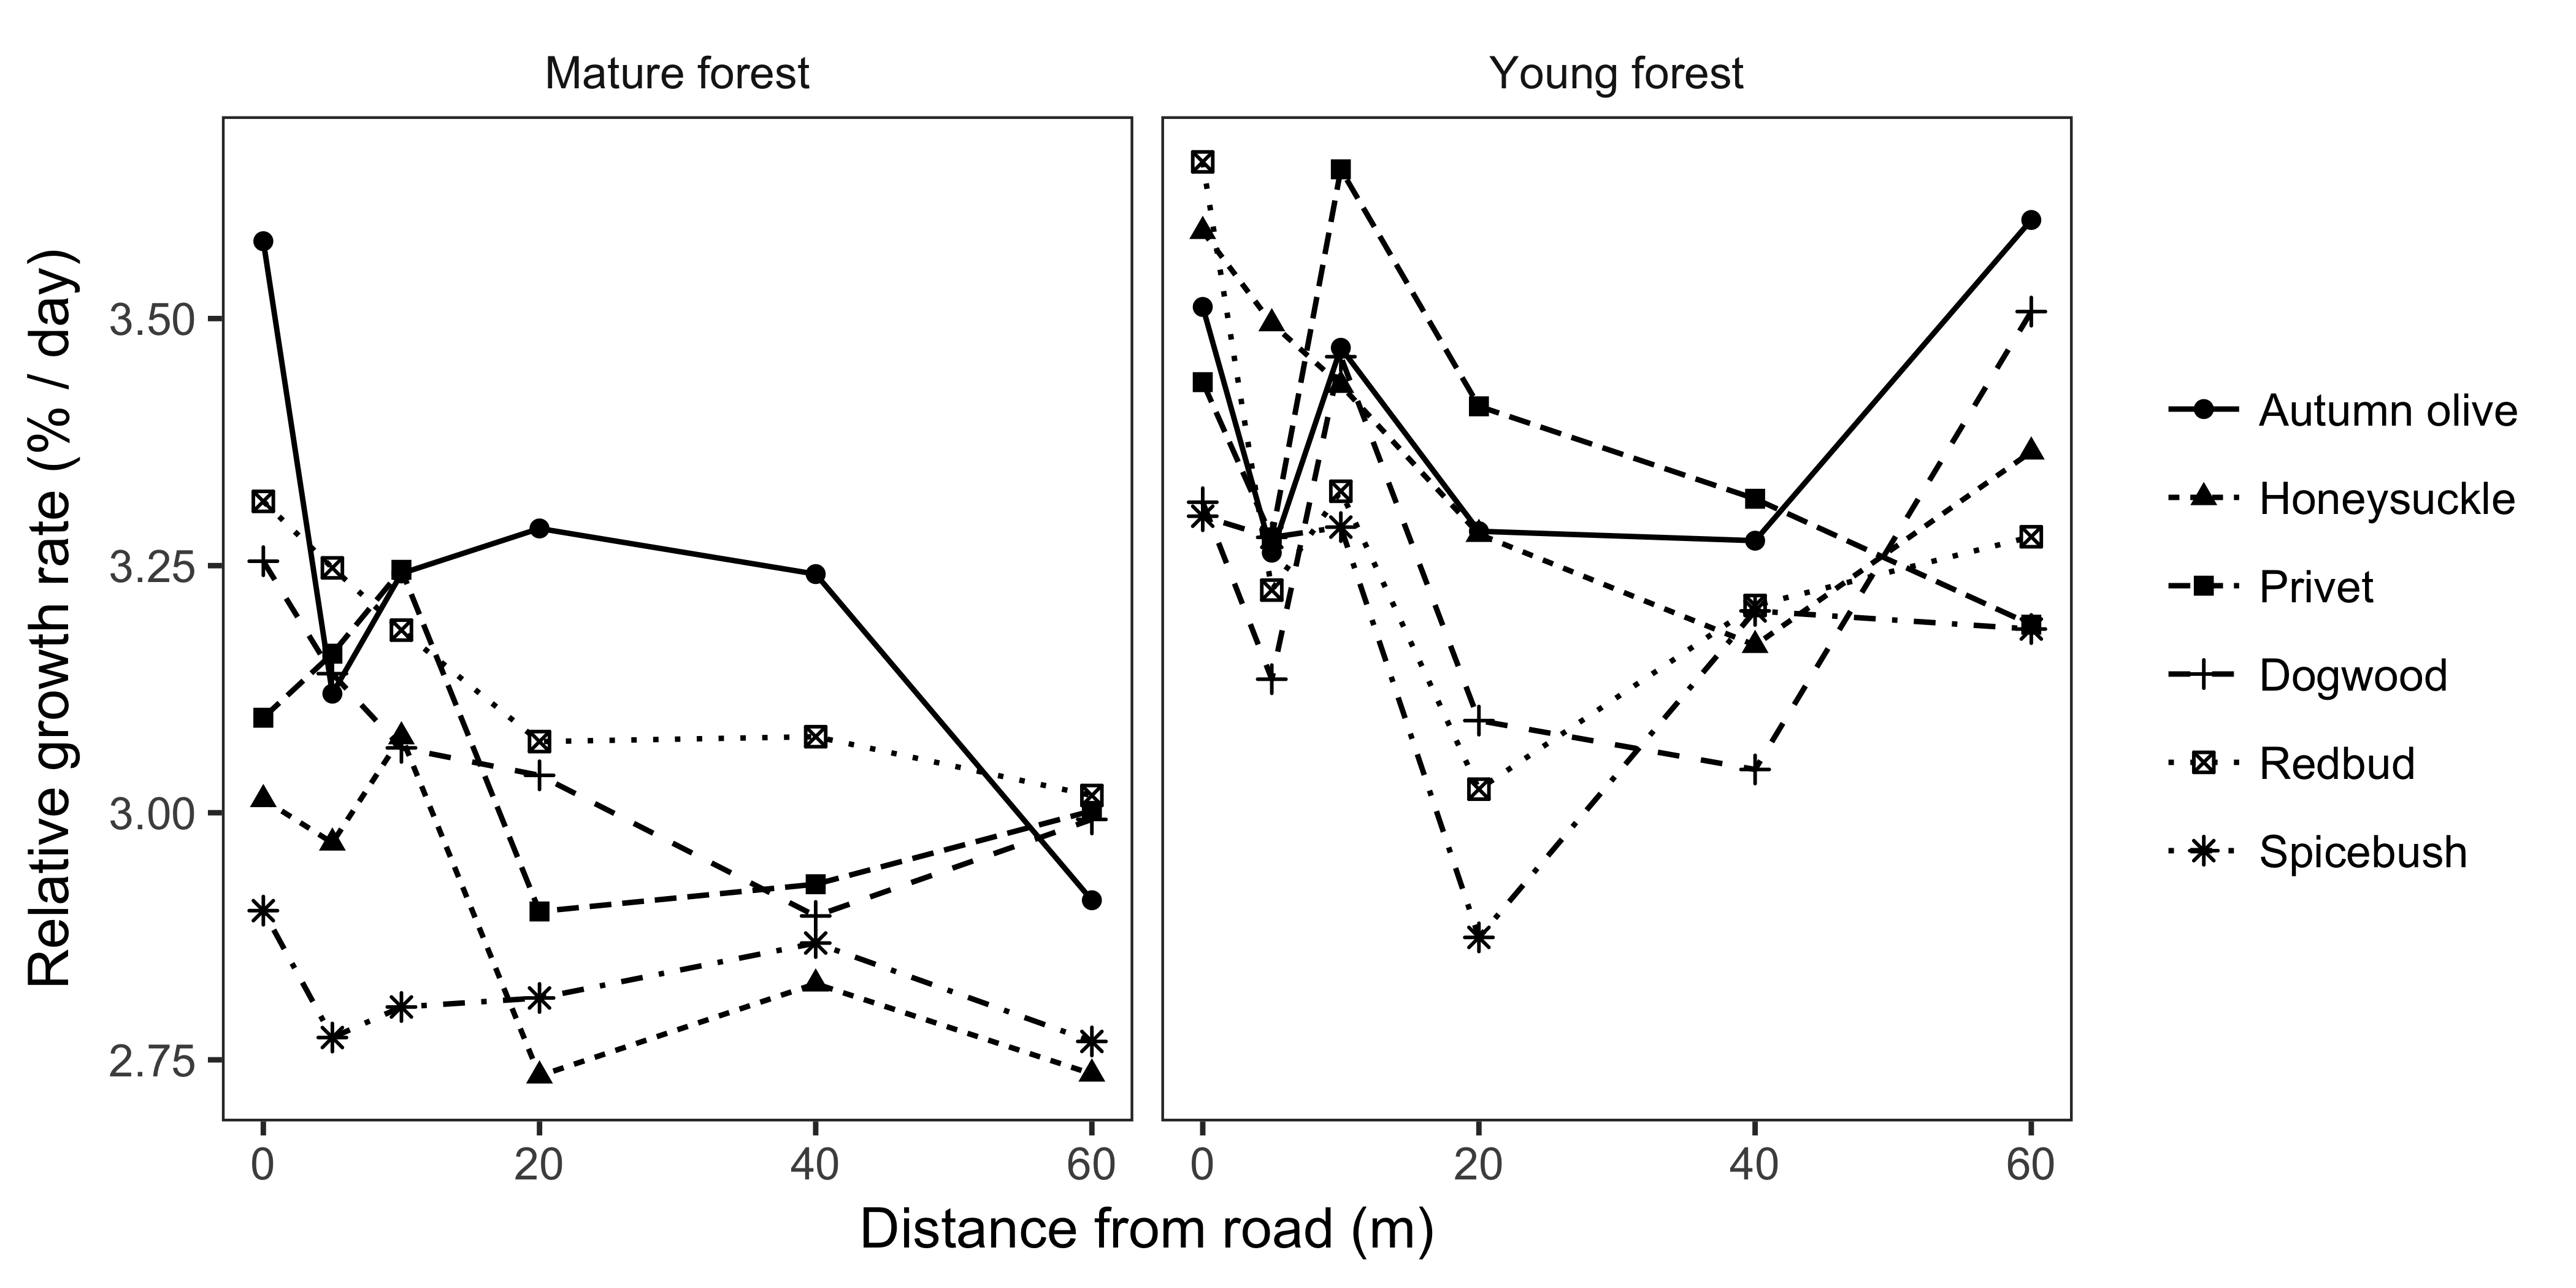 Mature forest
Young forest
Relative growth rate (% / day)
3.50
3.25
3.00
2.75
0 20 40 60
0 20 40 60
Distance from road (m)
Autumn olive
Honeysuckle
Privet
Dogwood
Redbud
Spicebush